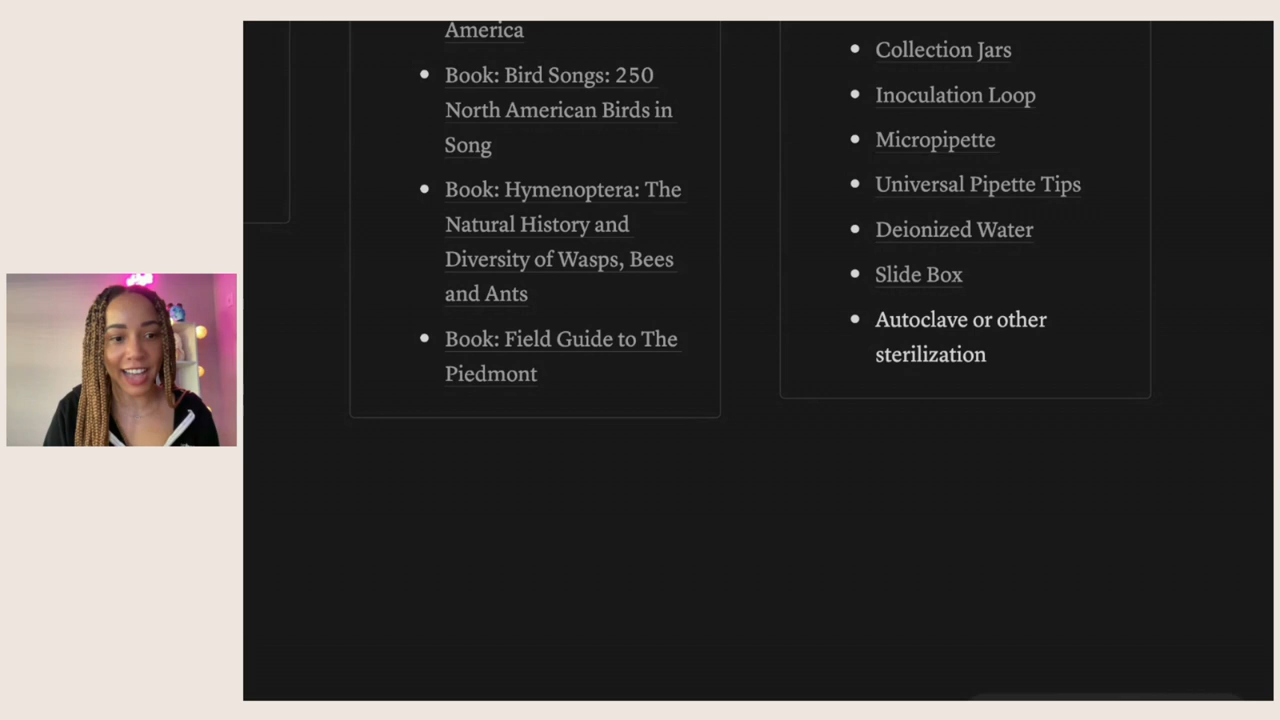 America
Book: Bird Songs: 250
North American Birds in
Song
Book: Hymenoptera: The
Natural History and
Diversity of Wasps, Bees
and Ants
Book: Field Guide to The
Piedmont
Collection Jars
Inoculation Loop
Micropipette
Universal Pipette Tips
Deionized Water
Slide Box
Autoclave or other
sterilization